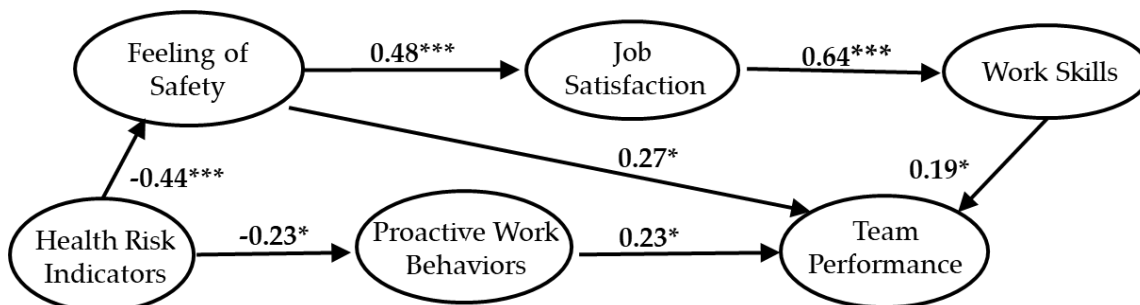 Feeling of
Safety
0.48***
Job
Satisfaction
0.64***
Work Skills
-0.44***
0.27*
0.19*
Health Risk
Indicators
-0.23*
Proactive Work
Behaviors
0.23*
Team
Performance